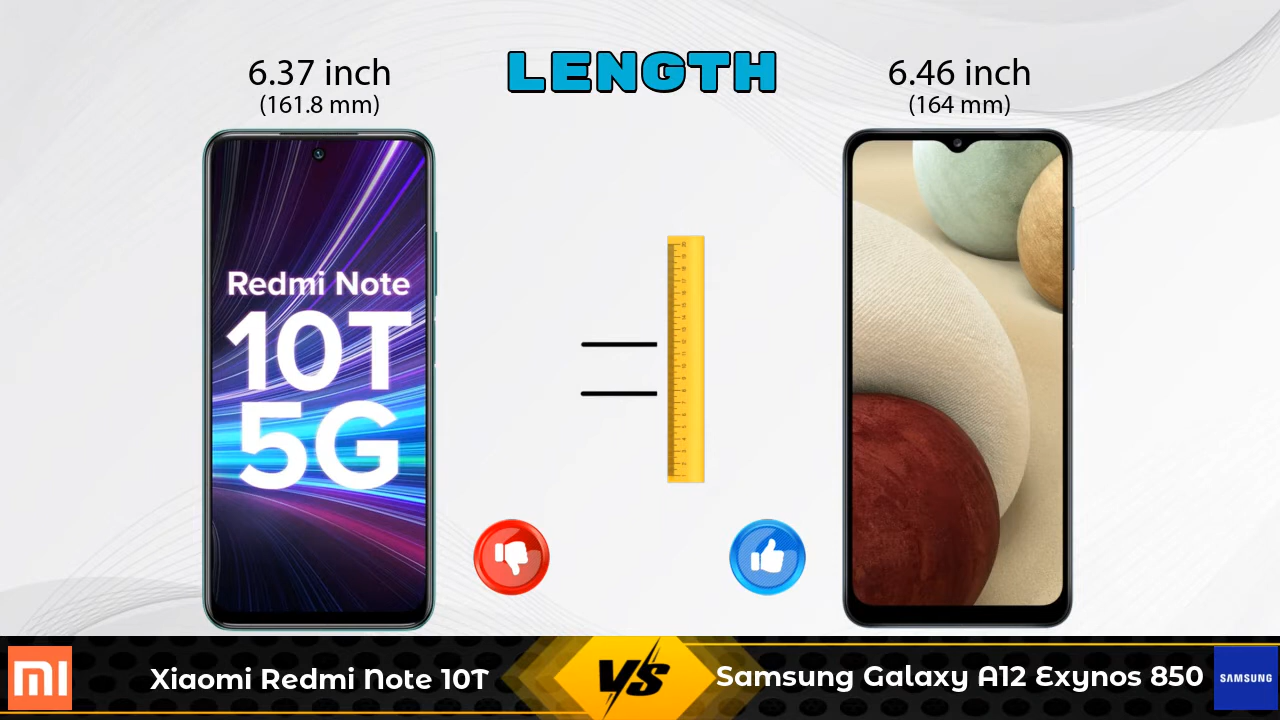 LENGTH
6.37 inch
(161.8 mm)
6.46 inch
(164 mm)
Redmi Note
10T
5G
MI
Xiaomi Redmi Note 10T
VS
Samsung Galaxy A12 Exynos 850
SAMSUNG